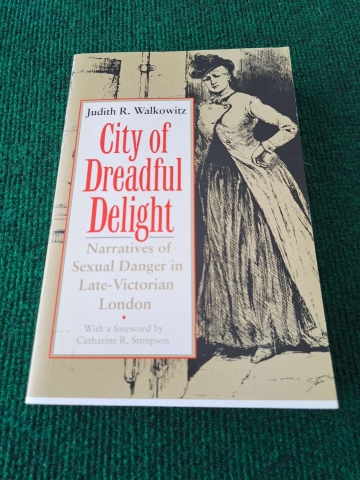 Judith R. Walkowitz
City of
Dreadful
Delight
Narratives of
Sexual Danger in
Late-Victorian
London
With a foreword by
Catharine R. Stimpson